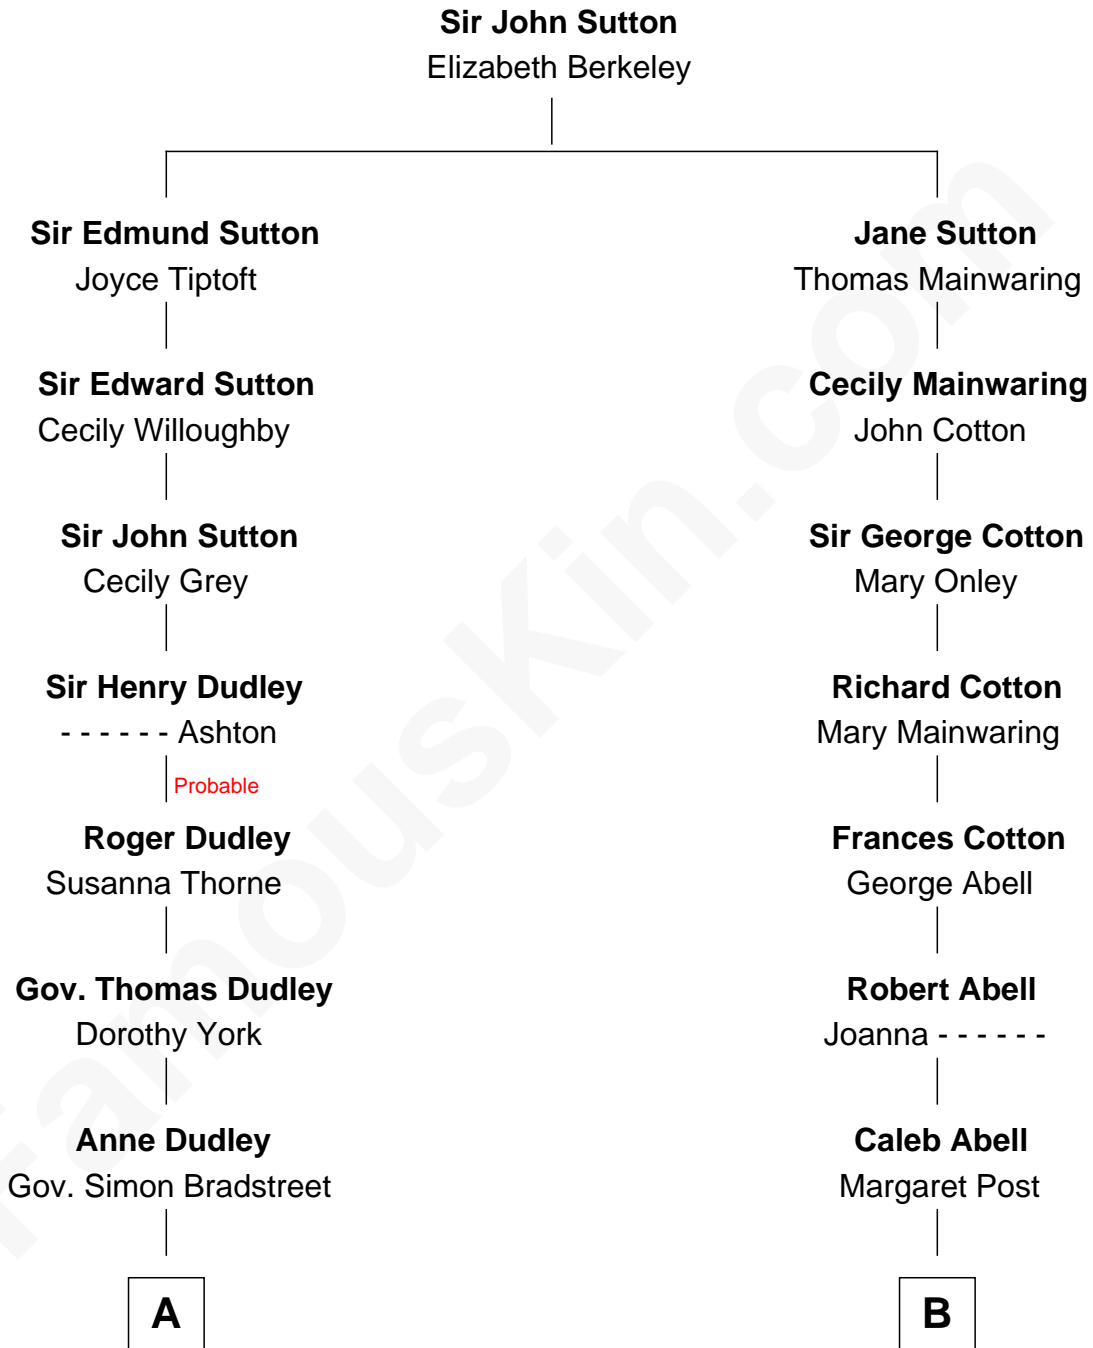 Sir John Sutton
Elizabeth Berkeley
Sir Edmund Sutton
Joyce Tiptoft
Sir Edward Sutton
Cecily Willoughby
Sir John Sutton
Cecily Grey
Sir Henry Dudley
- - - - - - Ashton
Probable
Roger Dudley
Susanna Thorne
Gov. Thomas Dudley
Dorothy York
Anne Dudley
Gov. Simon Bradstreet
A
Jane Sutton
Thomas Mainwaring
Cecily Mainwaring
John Cotton
Sir George Cotton
Mary Onley
Richard Cotton
Mary Mainwaring
Frances Cotton
George Abell
Robert Abell
Joanna - - - - - -
Caleb Abell
Margaret Post
B
FamousKin.com